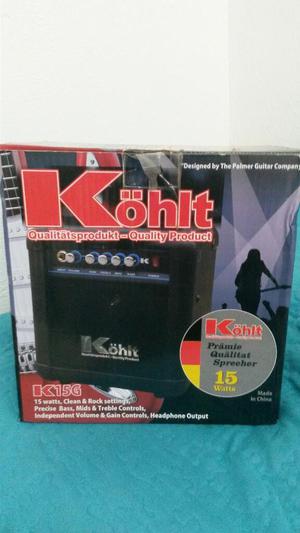 "Designed by The Palmer Guitar Company
Köhlt
Qualitätsprodukt – Quality Product
Köhlt
Köhlt
Prämie
Qualitat
Sprecher
15
Watts
K15G
15 watts, Clean & Rock settings,
Precise Bass, Mids & Treble Controls,
Independent Volume & Gain Controls, Headphone Output
Made
in China